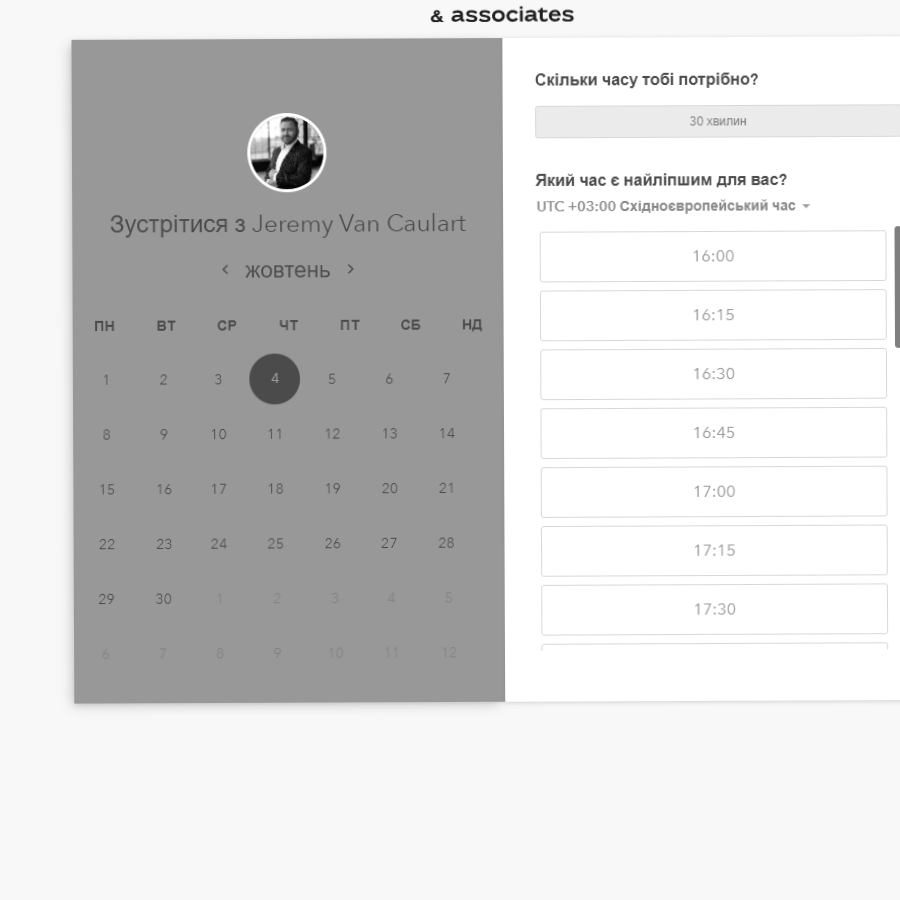 & associates
Зустрітися з Jeremy Van Caulart
жовтень
ПН ВТ СР ЧТ ПТ СБ НД
1 2 3 4 5 6 7
8 9 10 11 12 13 14
15 16 17 18 19 20 21
22 23 24 25 26 27 28
29 30 1 2 3 4 5
6 7 8 9 10 11 12
Скільки часу тобі потрібно?
30 хвилин
Який час є найліпшим для вас?
UTC +03:00 Східноєвропейський час
16:00
16:15
16:30
16:45
17:00
17:15
17:30